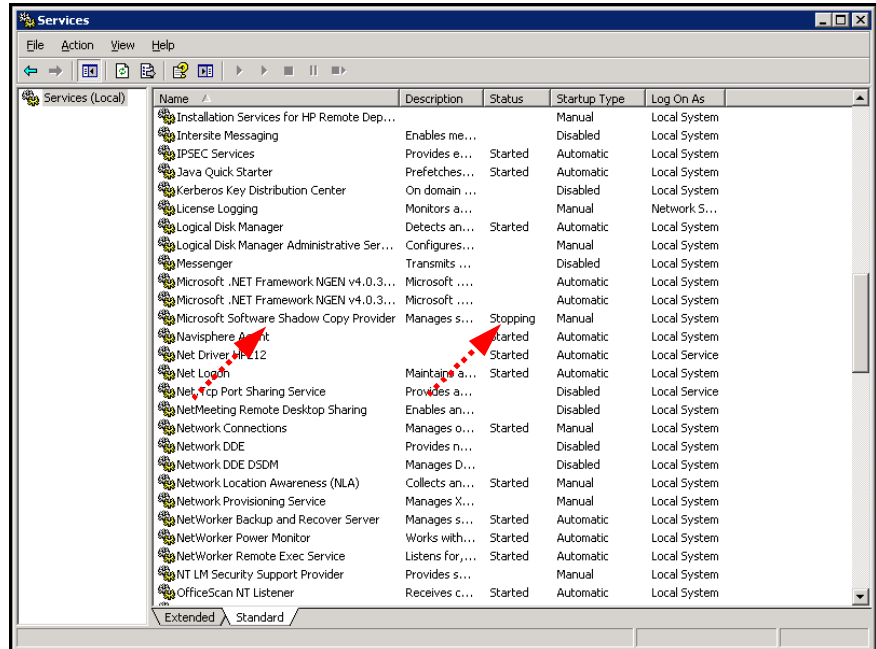 Services
File Action View Help
Services (Local)
Name Description Status Startup Type Log On As
Installation Services for HP Remote Dep... Manual Local System
Intersite Messaging Enables me... Disabled Local System
IPSEC Services Provides e... Started Automatic Local System
Java Quick Starter Prefetches... Started Automatic Local System
Kerberos Key Distribution Center On domain ... Disabled Local System
License Logging Monitors a... Manual Network S...
Logical Disk Manager Detects an... Started Automatic Local System
Logical Disk Manager Administrative Ser... Configures... Manual Local System
Messenger Transmits ... Disabled Local System
Microsoft .NET Framework NGEN v4.0.3... Microsoft .... Automatic Local System
Microsoft .NET Framework NGEN v4.0.3... Microsoft .... Automatic Local System
Microsoft Software Shadow Copy Provider Manages s... Stopping Manual Local System
Navisphere Agent Started Automatic Local System
Net Driver HPZ12 Started Automatic Local Service
Net Logon Maintains a... Started Automatic Local System
Net.Tcp Port Sharing Service Provides a... Disabled Local Service
NetMeeting Remote Desktop Sharing Enables an... Disabled Local System
Network Connections Manages o... Started Manual Local System
Network DDE Provides n... Disabled Local System
Network DDE DSDM Manages D... Disabled Local System
Network Location Awareness (NLA) Collects an... Started Manual Local System
Network Provisioning Service Manages X... Manual Local System
NetWorker Backup and Recover Server Manages s... Started Automatic Local System
NetWorker Power Monitor Works with... Started Automatic Local System
NetWorker Remote Exec Service Listens for,... Started Automatic Local System
NT LM Security Support Provider Provides s... Manual Local System
OfficeScan NT Listener Receives c... Started Automatic Local System
Extended Standard